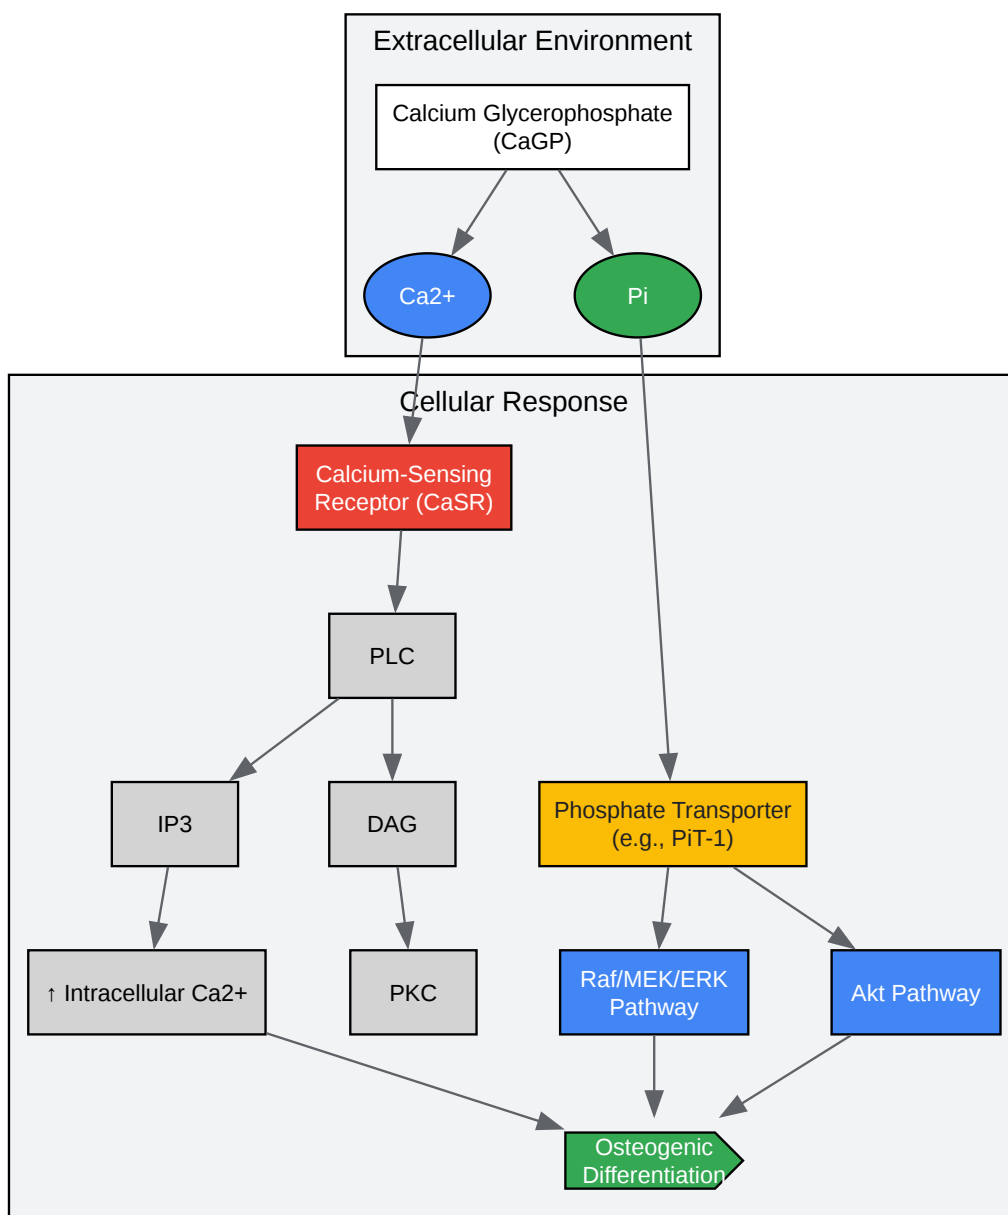 Extracellular Environment
Calcium Glycerophosphate
(CaGP)
Ca2+
Pi
Cellular Response
Calcium-Sensing
Receptor (CaSR)
PLC
IP3
DAG
Phosphate Transporter
(e.g., PiT-1)
↑ Intracellular Ca2+
PKC
Raf/MEK/ERK
Pathway
Akt Pathway
Osteogenic
Differentiation